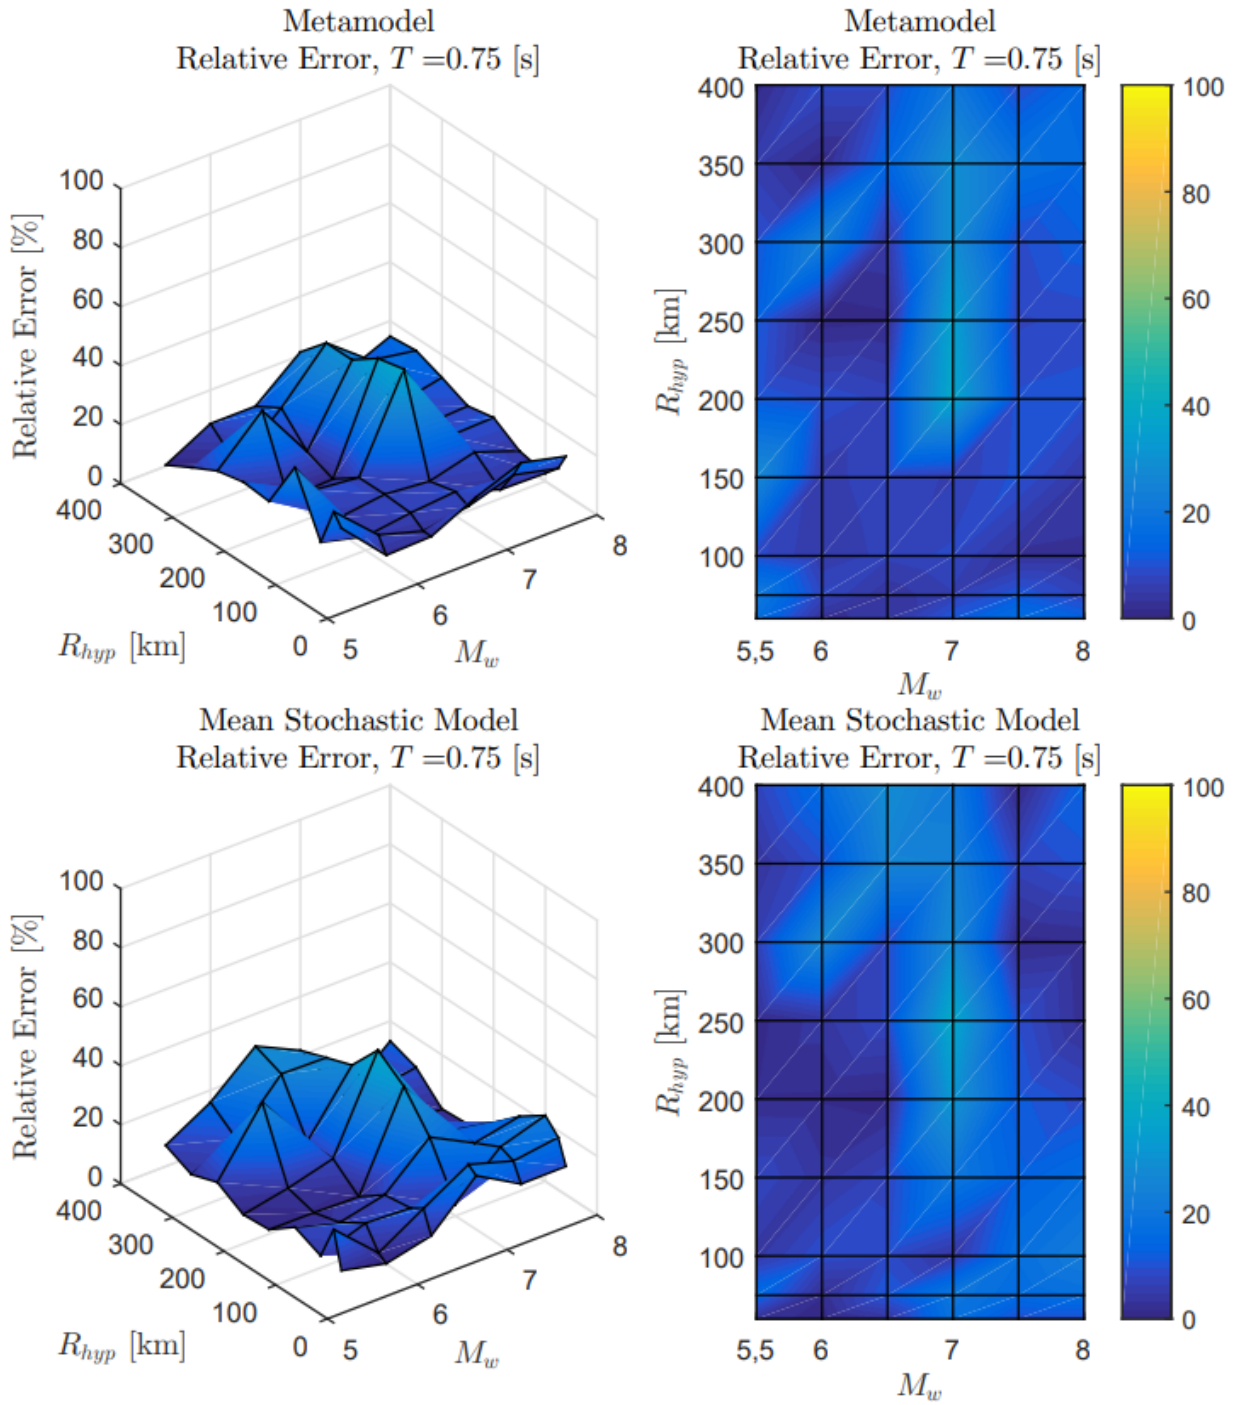 Metamodel
Relative Error, T =0.75 [s]
100
80
60
40
20
0
Relative Error [%]
400
300
200
100
0
R_hyp [km]
5
6
7
8
M_w
Metamodel
Relative Error, T =0.75 [s]
400
350
300
250
200
150
100
R_hyp [km]
5,5 6 7 8
M_w
100
80
60
40
20
0
Mean Stochastic Model
Relative Error, T =0.75 [s]
100
80
60
40
20
0
Relative Error [%]
400
300
200
100
0
R_hyp [km]
5
6
7
8
M_w
Mean Stochastic Model
Relative Error, T =0.75 [s]
400
350
300
250
200
150
100
R_hyp [km]
5,5 6 7 8
M_w
100
80
60
40
20
0